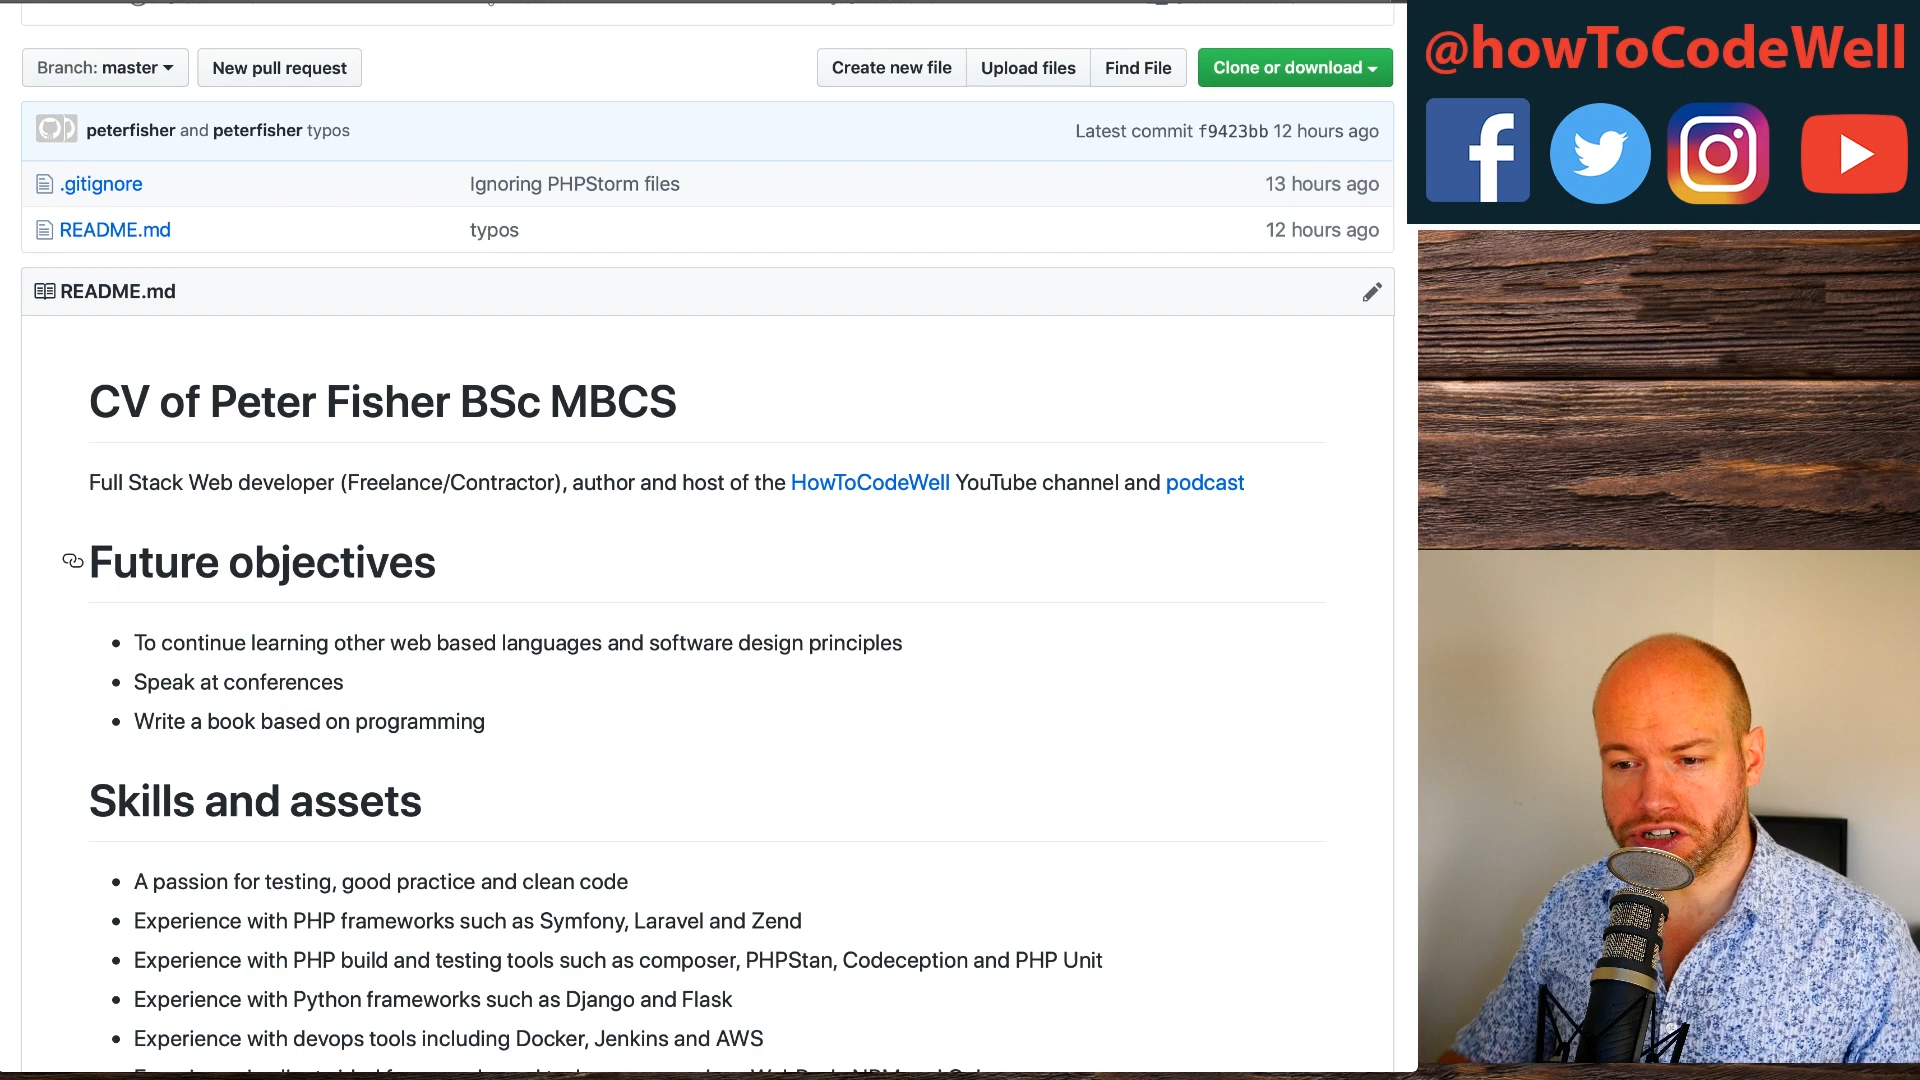 @howToCodeWell
Branch: master
New pull request
Create new file
Upload files
Find File
Clone or download
peterfisher and peterfisher typos
Latest commit f9423bb 12 hours ago
.gitignore
Ignoring PHPStorm files
13 hours ago
README.md
typos
12 hours ago
README.md
CV of Peter Fisher BSc MBCS
Full Stack Web developer (Freelance/Contractor), author and host of the HowToCodeWell YouTube channel and podcast
Future objectives
To continue learning other web based languages and software design principles
Speak at conferences
Write a book based on programming
Skills and assets
A passion for testing, good practice and clean code
Experience with PHP frameworks such as Symfony, Laravel and Zend
Experience with PHP build and testing tools such as composer, PHPStan, Codeception and PHP Unit
Experience with Python frameworks such as Django and Flask
Experience with devops tools including Docker, Jenkins and AWS